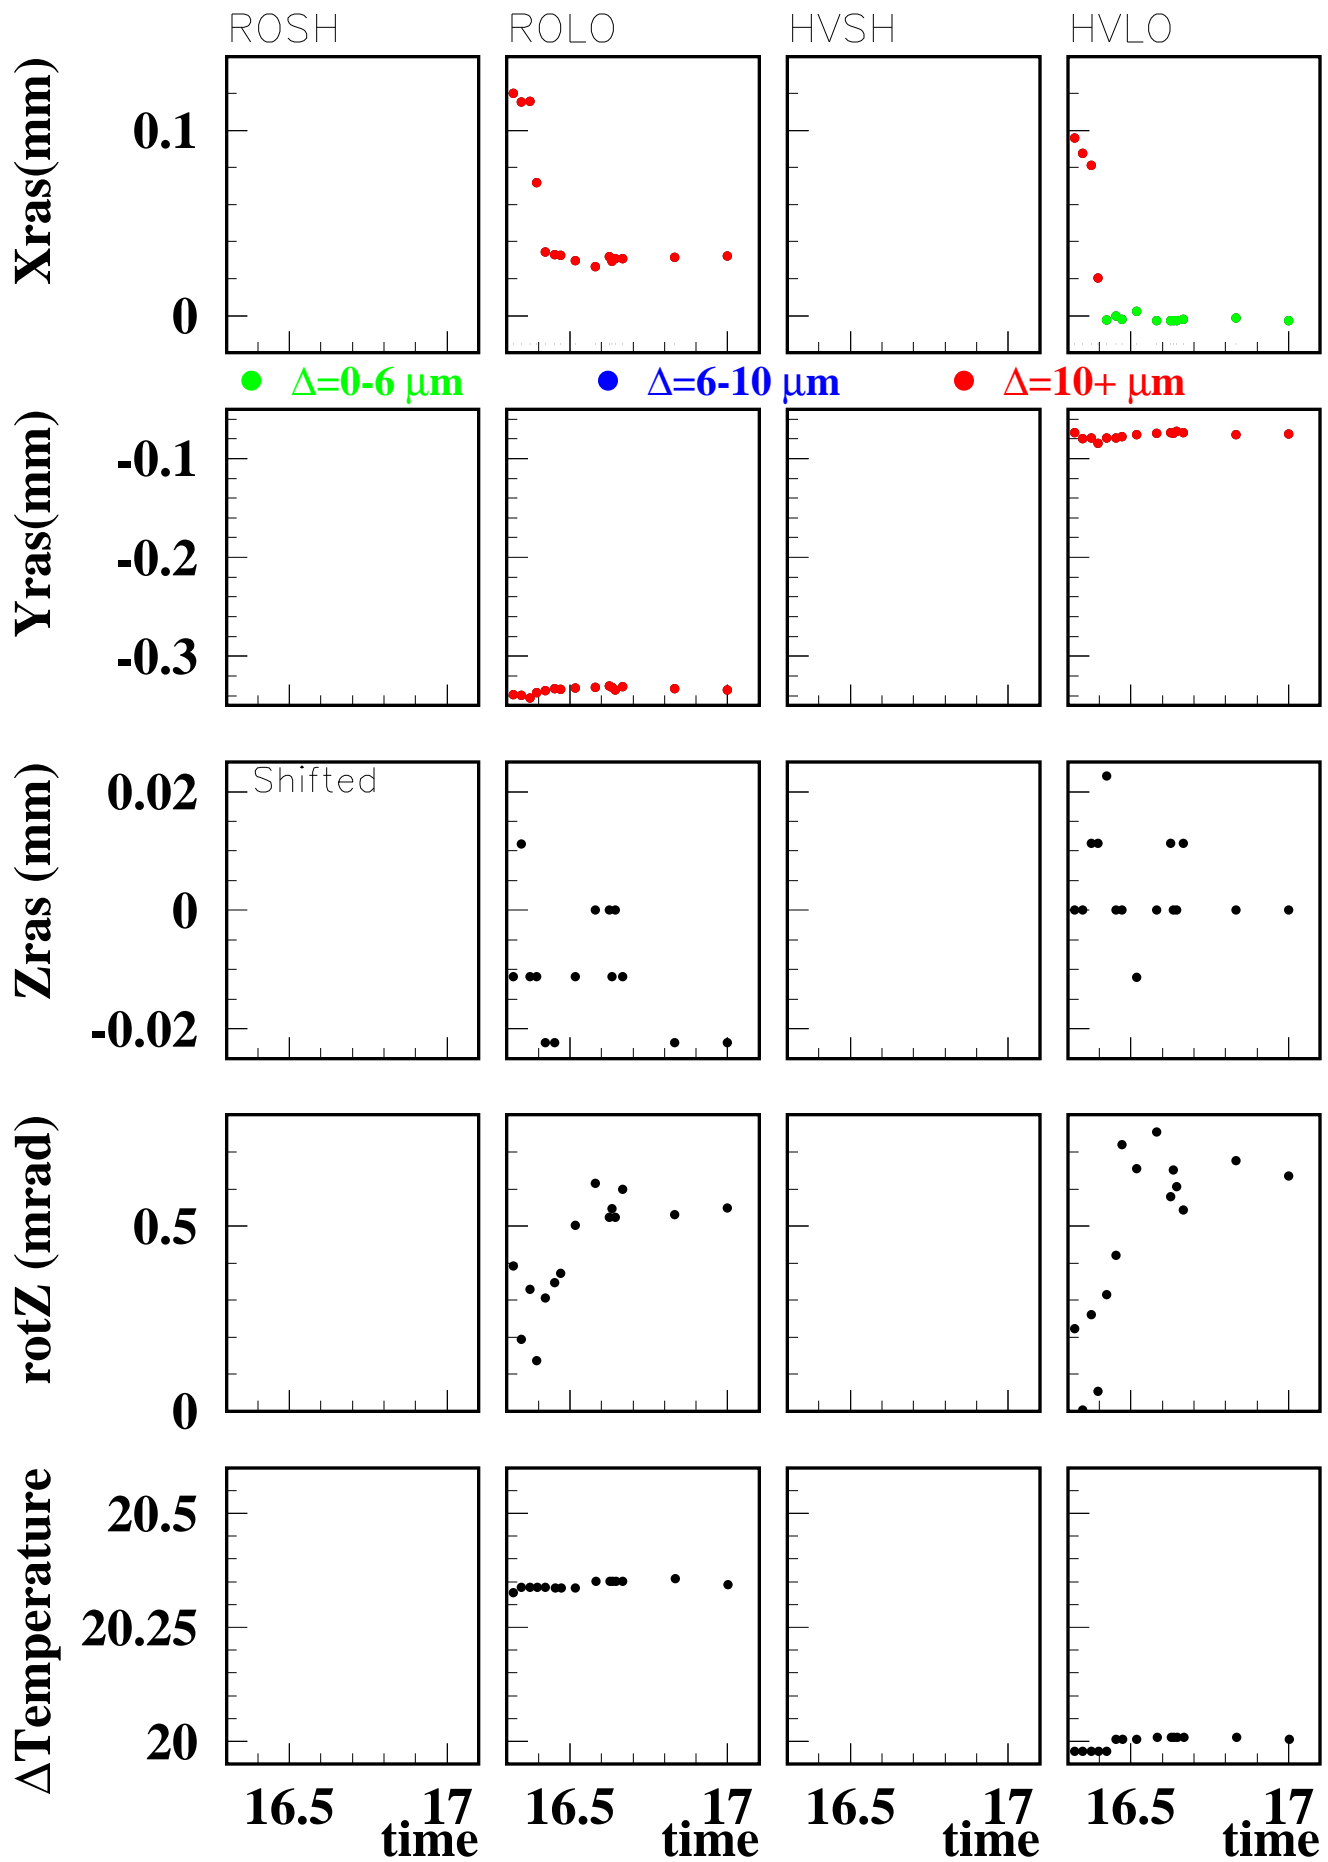 ROSH ROLO HVSH HVLO
Xras(mm)
0.1
0
Δ=0-6 μm Δ=6-10 μm Δ=10+ μm
Yras(mm)
-0.1
-0.2
-0.3
Zras (mm)
Shifted
0.02
0
-0.02
rotZ (mrad)
0.5
0
ΔTemperature
20.5
20.25
20
16.5 17 16.5 17 16.5 17 16.5 17
time time time time